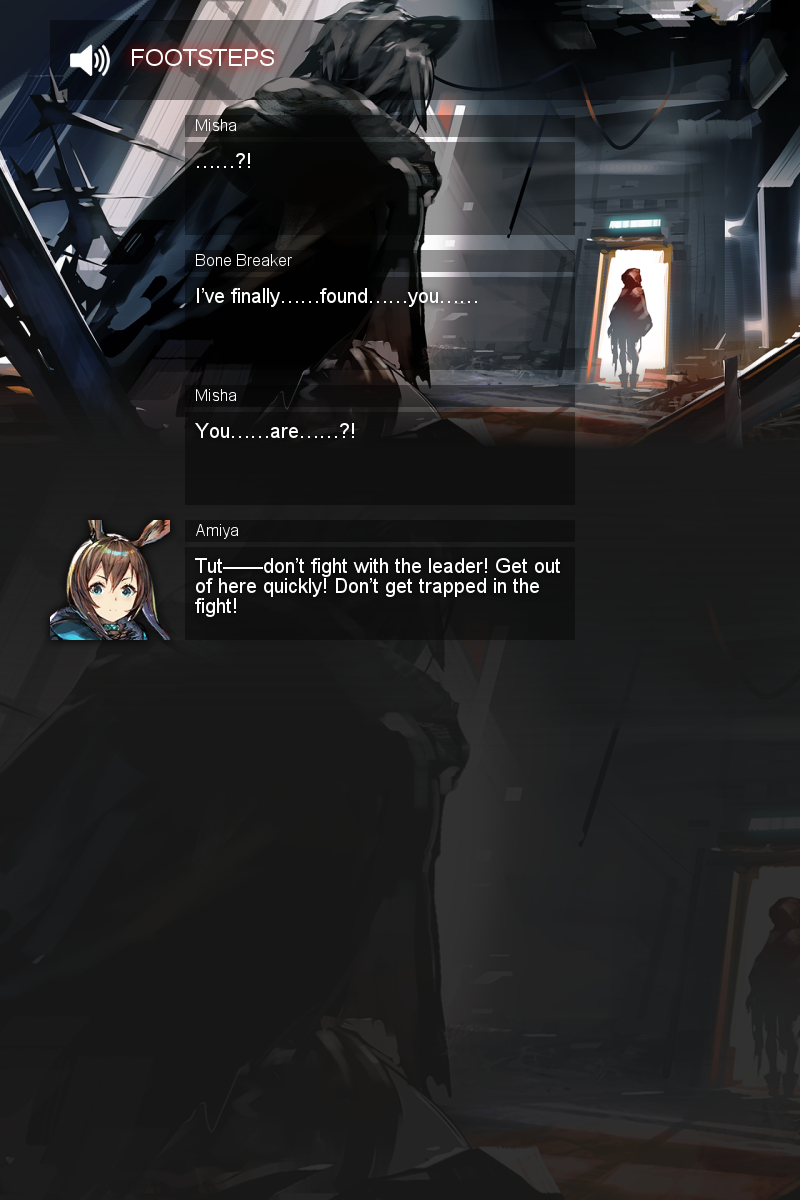 FOOTSTEPS
Misha
……?!
Bone Breaker
I’ve finally……found……you……
Misha
You……are……?!
Amiya
Tut——don’t fight with the leader! Get out
of here quickly! Don’t get trapped in the
fight!